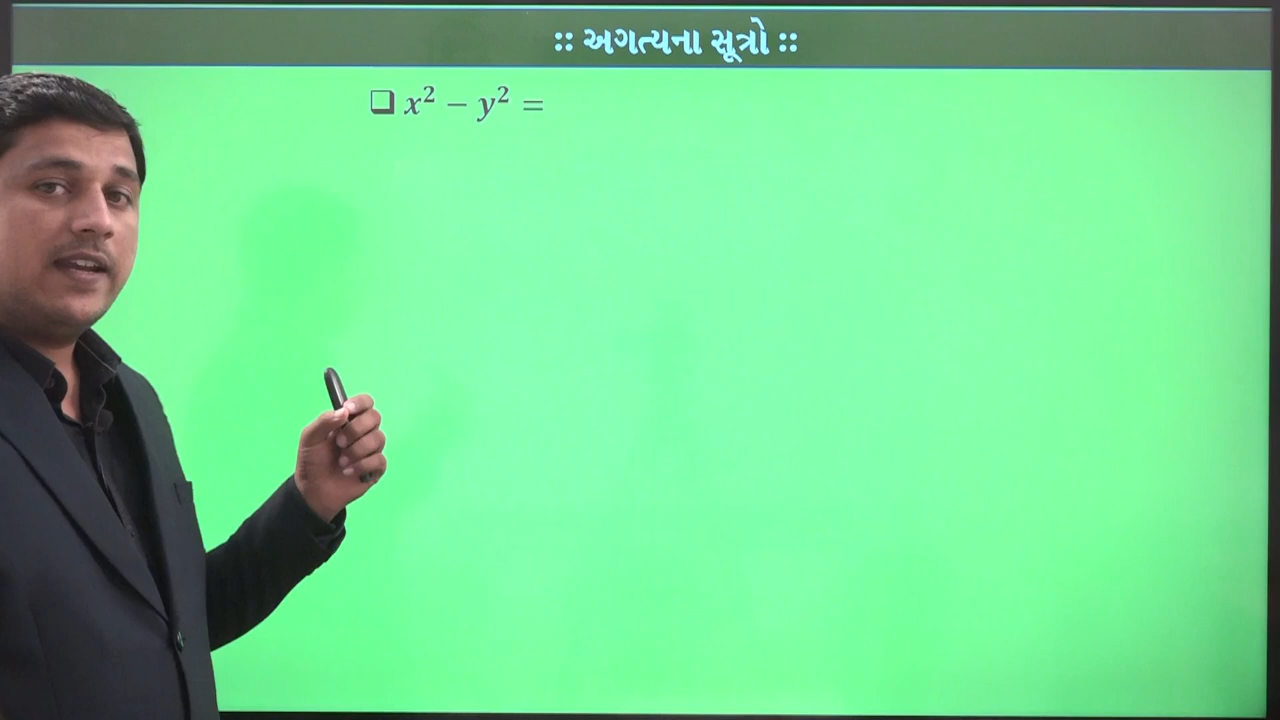 :: અગત્યના સૂત્રો ::
❑ x² − y² =